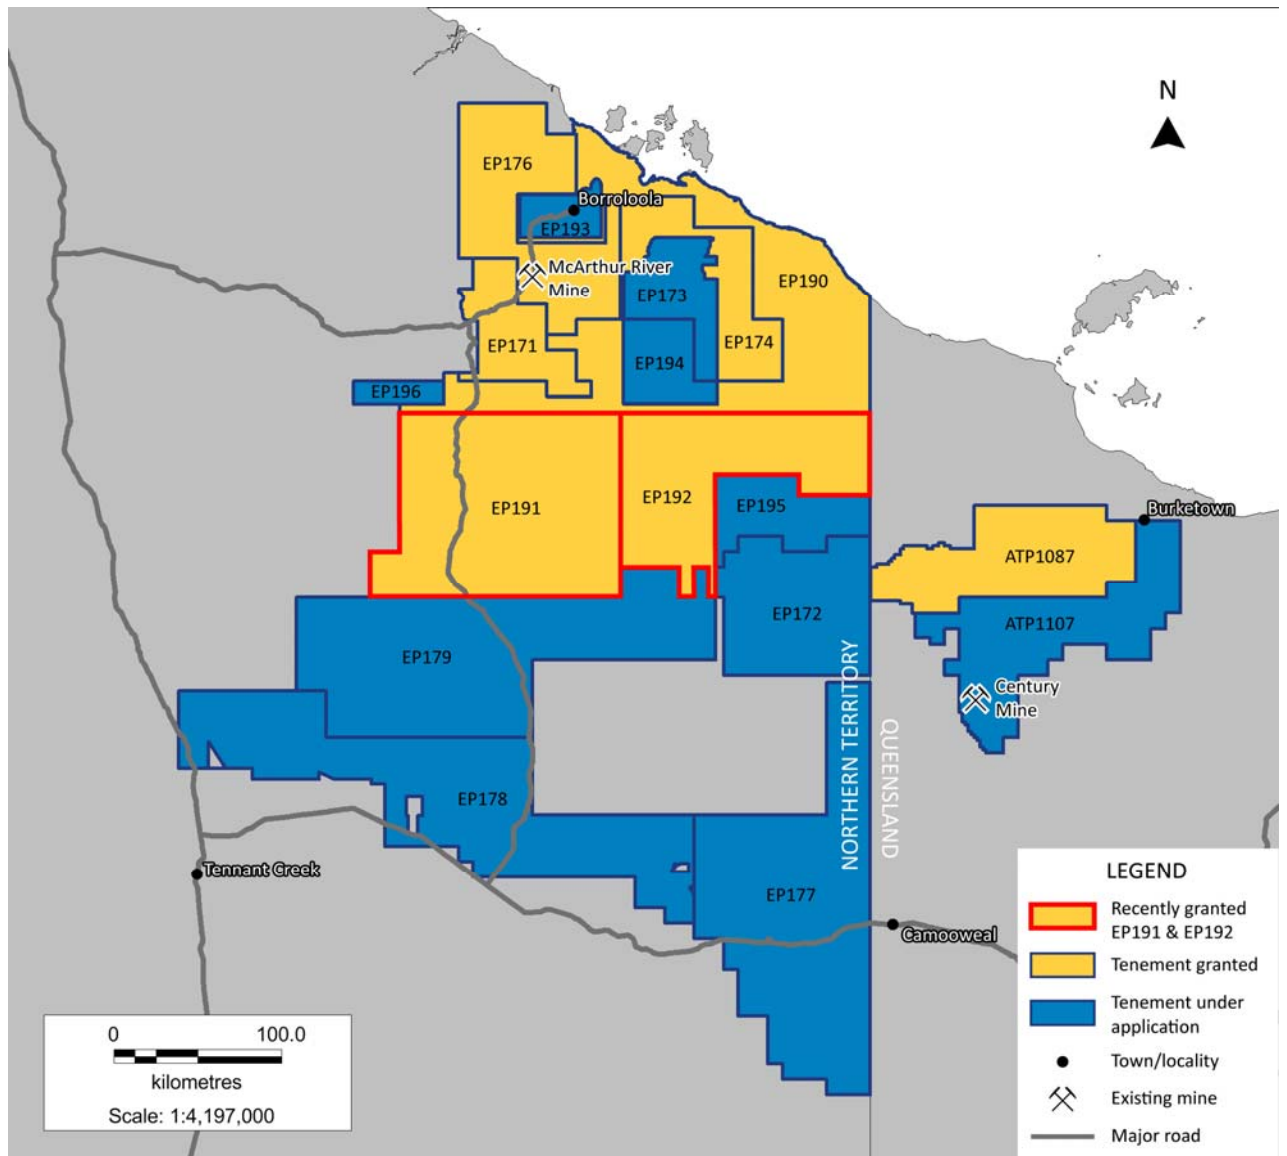 N
EP176
Borroloola
EP193
McArthur River
Mine
EP173
EP190
EP171
EP174
EP194
EP196
EP191
EP192
EP195
Burketown
ATP1087
EP172
ATP1107
EP179
Century
Mine
NORTHERN TERRITORY
QUEENSLAND
EP178
Tennant Creek
EP177
Camooweal
LEGEND
Recently granted
EP191 & EP192
Tenement granted
Tenement under
application
Town/locality
Existing mine
Major road
0 100.0
kilometres
Scale: 1:4,197,000